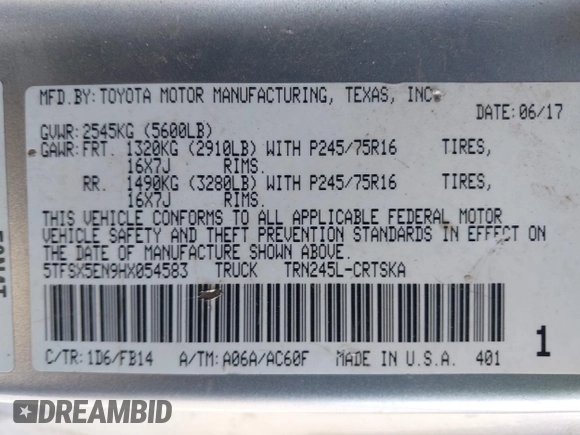 MFD.BY: TOYOTA MOTOR MANUFACTURING, TEXAS, INC.
DATE: 06/17
GVWR: 2545KG (5600LB)
GAWR: FRT. 1320KG (2910LB) WITH P245/75R16 TIRES,
16X7J RIMS.
RR. 1490KG (3280LB) WITH P245/75R16 TIRES,
16X7J RIMS.
THIS VEHICLE CONFORMS TO ALL APPLICABLE FEDERAL MOTOR
VEHICLE SAFETY AND THEFT PREVENTION STANDARDS IN EFFECT ON
THE DATE OF MANUFACTURE SHOWN ABOVE.
5TFSX5EN9HX054583 TRUCK TRN245L-CRTSKA
C/TR: 1D6/FB14 A/TM: A06A/AC60F MADE IN U.S.A. 401
1
DREAMBID